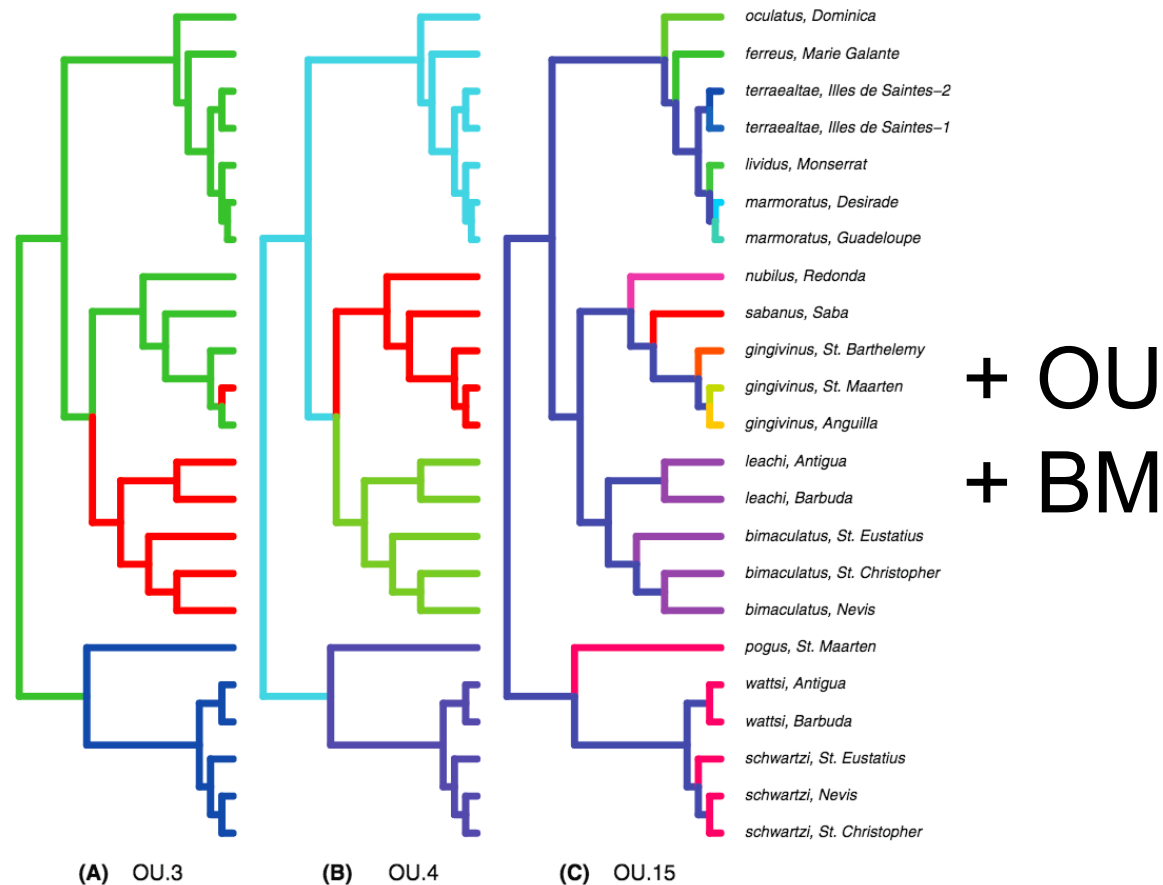 oculatus, Dominica
ferreus, Marie Galante
terraealtae, Illes de Saintes–2
terraealtae, Illes de Saintes–1
lividus, Monserrat
marmoratus, Desirade
marmoratus, Guadeloupe
nubilus, Redonda
sabanus, Saba
gingivinus, St. Barthelemy
gingivinus, St. Maarten
gingivinus, Anguilla
leachi, Antigua
leachi, Barbuda
bimaculatus, St. Eustatius
bimaculatus, St. Christopher
bimaculatus, Nevis
pogus, St. Maarten
wattsi, Antigua
wattsi, Barbuda
schwartzi, St. Eustatius
schwartzi, Nevis
schwartzi, St. Christopher
+ OU
+ BM
(A) OU.3
(B) OU.4
(C) OU.15